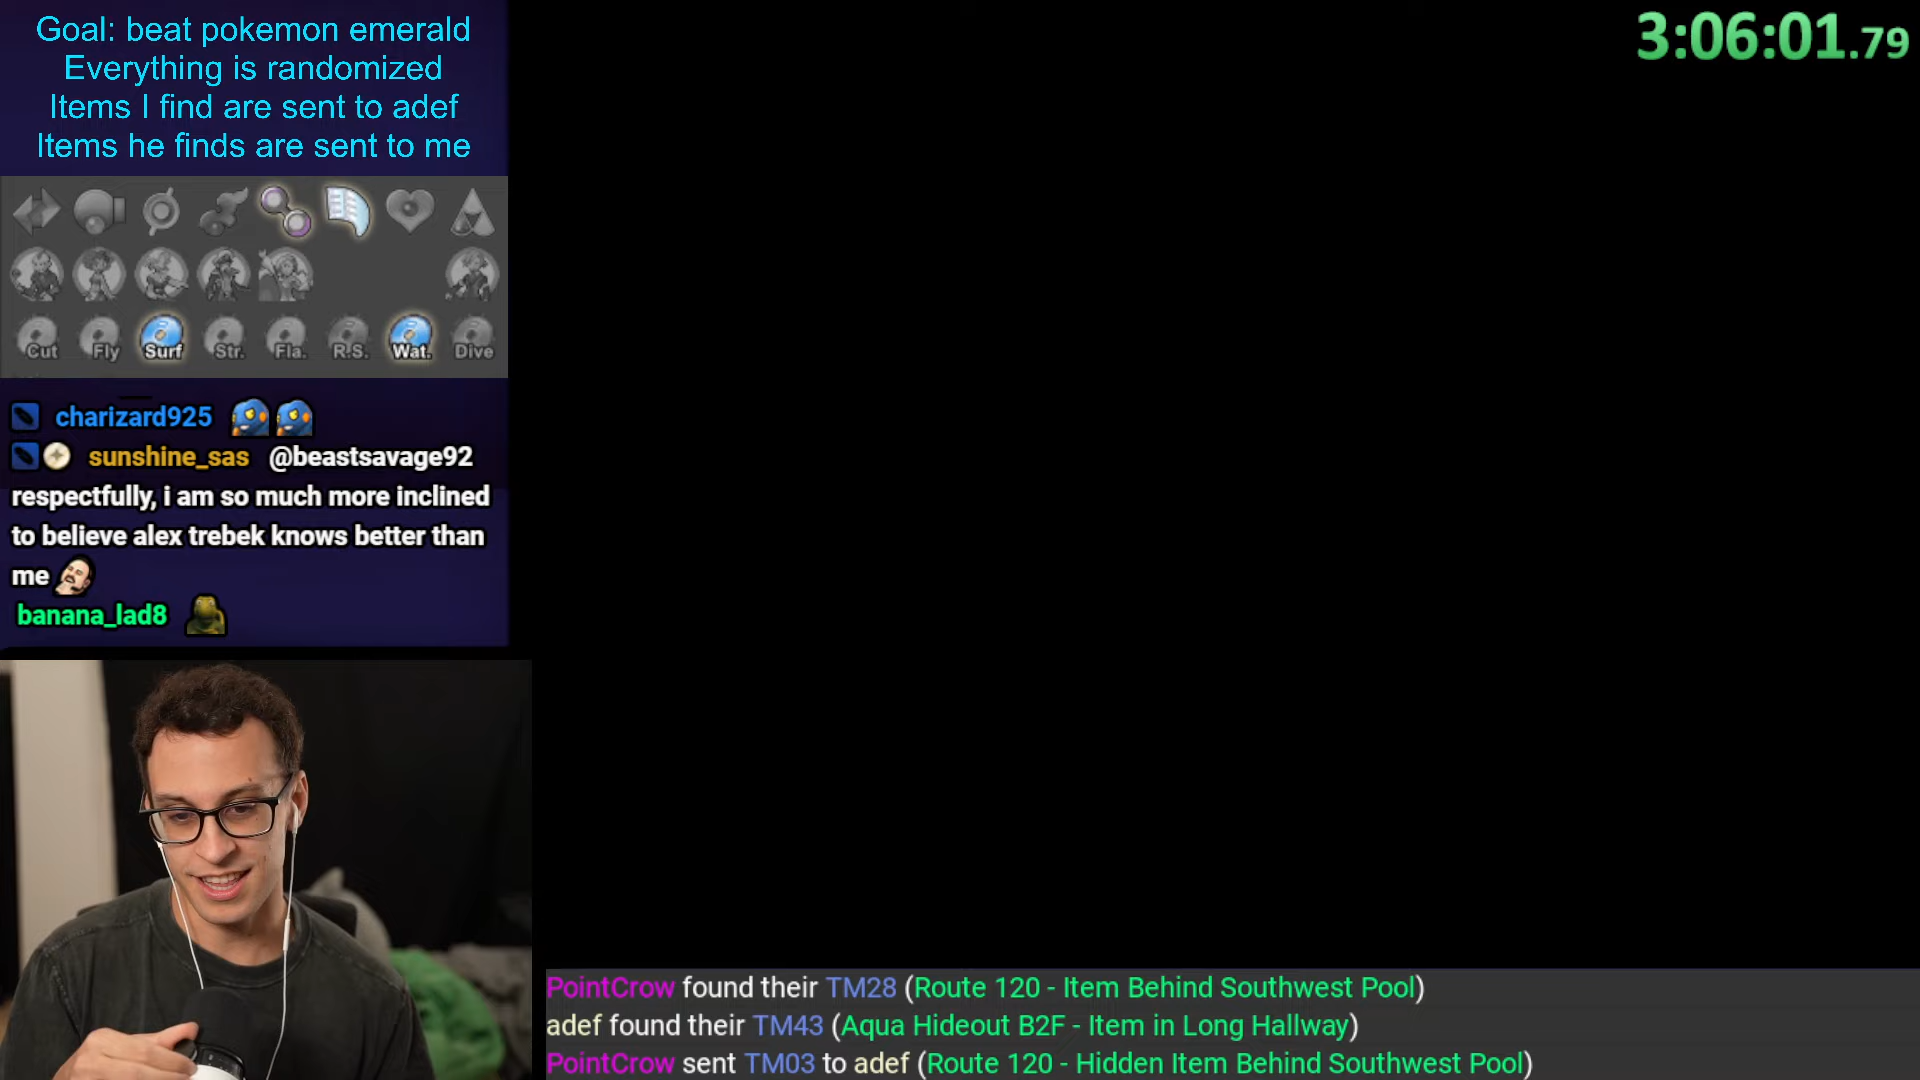 Goal: beat pokemon emerald
Everything is randomized
Items I find are sent to adef
Items he finds are sent to me
3:06:01.79
Cut Fly Surf Str. Fla. R.S. Wat. Dive
charizard925
sunshine_sas @beastsavage92
respectfully, i am so much more inclined
to believe alex trebek knows better than
me
banana_lad8
PointCrow found their TM28 (Route 120 - Item Behind Southwest Pool)
adef found their TM43 (Aqua Hideout B2F - Item in Long Hallway)
PointCrow sent TM03 to adef (Route 120 - Hidden Item Behind Southwest Pool)